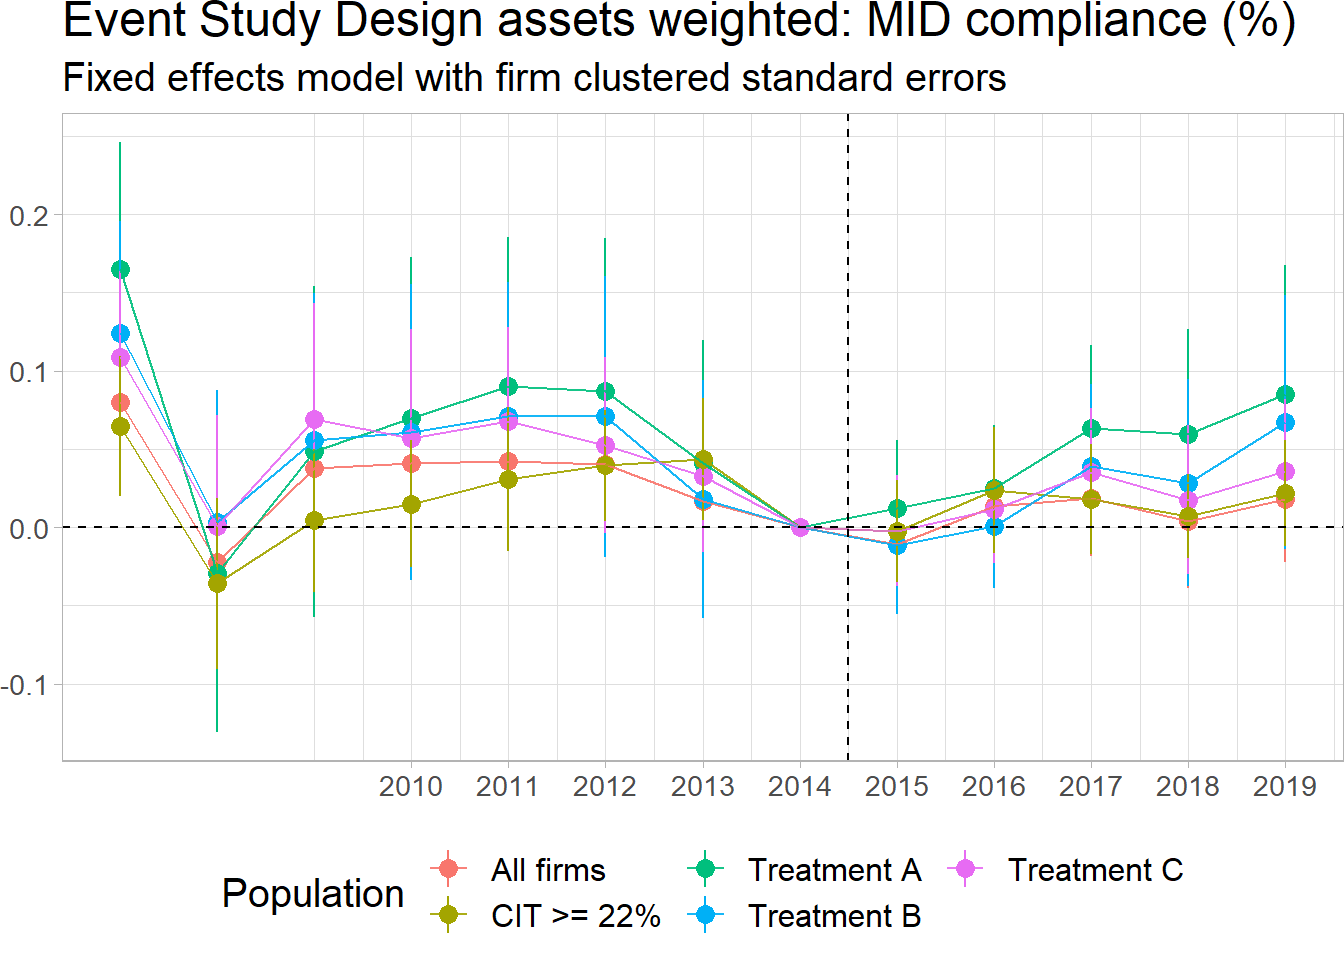 Event Study Design assets weighted: MID compliance (%)
Fixed effects model with firm clustered standard errors
0.2
0.1
0.0
-0.1
2010 2011 2012 2013 2014 2015 2016 2017 2018 2019
Population
All firms Treatment A Treatment C
CIT >= 22% Treatment B